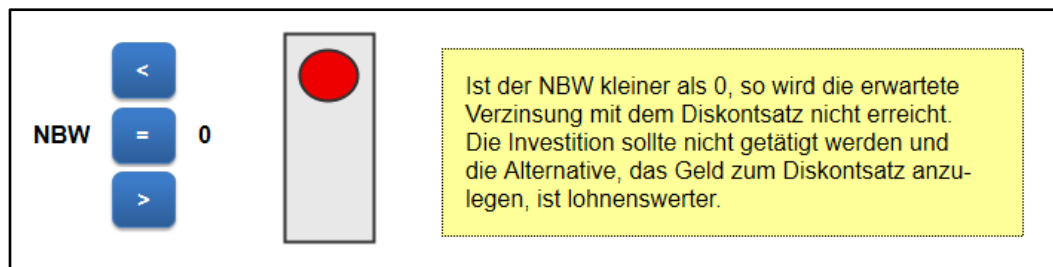 <
NBW = 0
>
Ist der NBW kleiner als 0, so wird die erwartete
Verzinsung mit dem Diskontsatz nicht erreicht.
Die Investition sollte nicht getätigt werden und
die Alternative, das Geld zum Diskontsatz anzu-
legen, ist lohnenswerter.